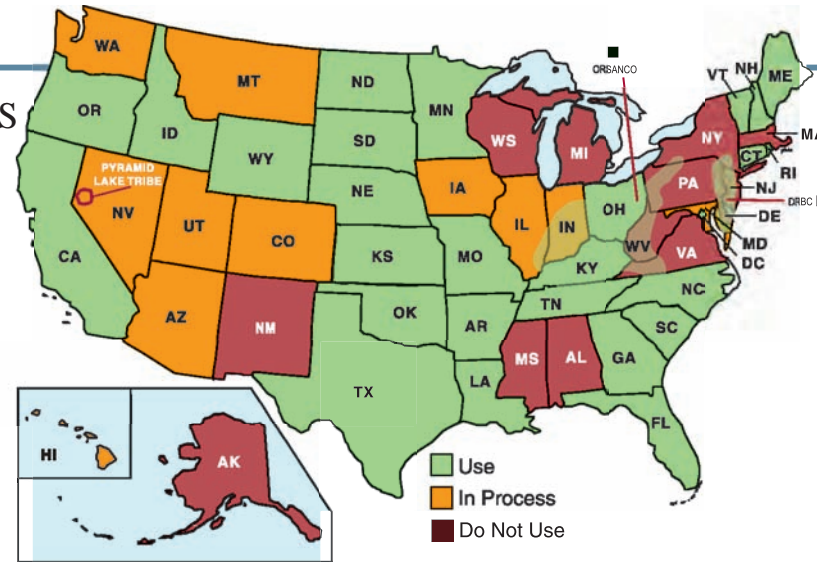 S
ORSANCO
WA
MT
ND
MN
VT
NH
ME
OR
ID
SD
WS
MI
NY
MA
WY
CT
RI
PYRAMID
LAKE TRIBE
NE
IA
PA
NJ
NV
UT
CO
IL
IN
OH
DRBC
DE
WV
VA
MD
DC
CA
KS
MO
KY
NC
AZ
NM
OK
AR
TN
SC
MS
AL
GA
TX
LA
FL
HI
AK
Use
In Process
Do Not Use